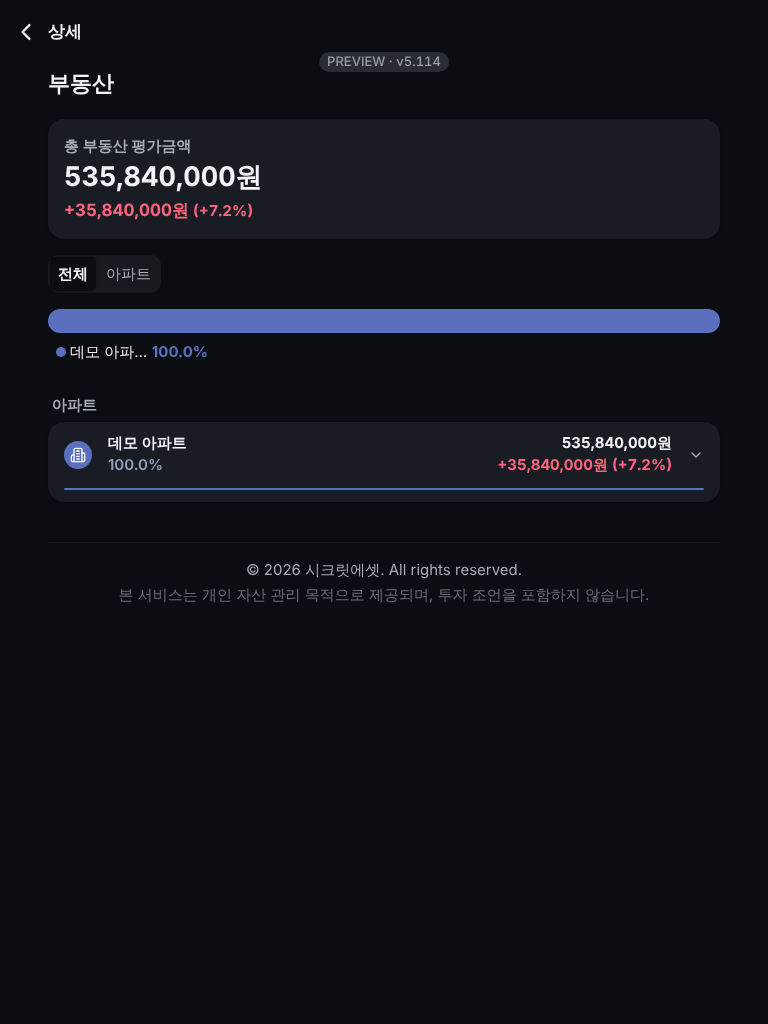 상세
PREVIEW · v5.114
부동산
총 부동산 평가금액
535,840,000원
+35,840,000원 (+7.2%)
전체 아파트
데모 아파... 100.0%
아파트
데모 아파트 535,840,000원
100.0% +35,840,000원 (+7.2%)
© 2026 시크릿에셋. All rights reserved.
본 서비스는 개인 자산 관리 목적으로 제공되며, 투자 조언을 포함하지 않습니다.